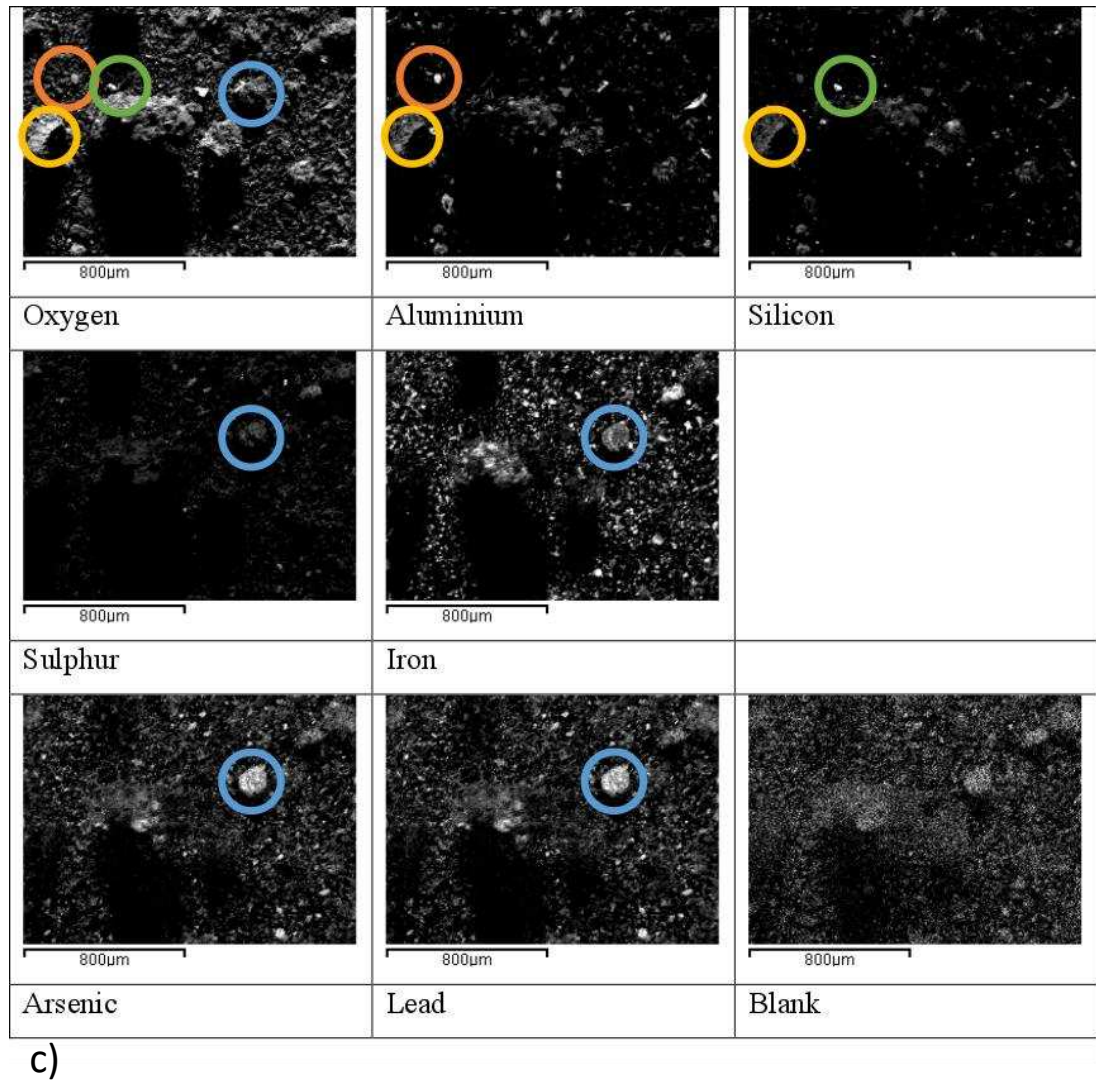 800µm 800µm 800µm
Oxygen Aluminium Silicon
800µm 800µm
Sulphur Iron
800µm 800µm 800µm
Arsenic Lead Blank
c)